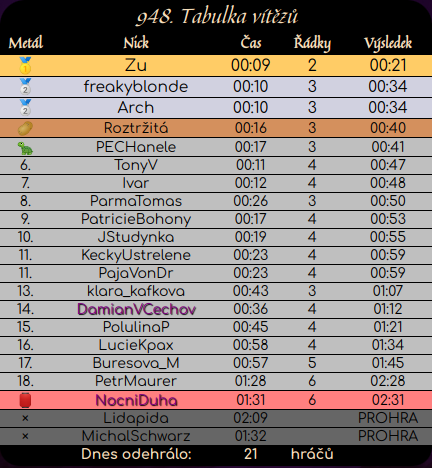 948. Tabulka vítězů
Metál Nick Čas Řádky Výsledek
1 Zu 00:09 2 00:21
2 freakyblonde 00:10 3 00:34
2 Arch 00:10 3 00:34
Roztržitá 00:16 3 00:40
PECHanele 00:17 3 00:41
6. TonyV 00:11 4 00:47
7. Ivar 00:12 4 00:48
8. ParmaTomas 00:26 3 00:50
9. PatricieBohony 00:17 4 00:53
10. JStudynka 00:19 4 00:55
11. KeckyUstrelene 00:23 4 00:59
11. PajaVonDr 00:23 4 00:59
13. klara_kafkova 00:43 3 01:07
14. DamianVCechov 00:36 4 01:12
15. PolulinaP 00:45 4 01:21
16. LucieKpax 00:58 4 01:34
17. Buresova_M 00:57 5 01:45
18. PetrMaurer 01:28 6 02:28
NocniDuha 01:31 6 02:31
× Lidapida 02:09 PROHRA
× MichalSchwarz 01:32 PROHRA
Dnes odehrálo: 21 hráčů